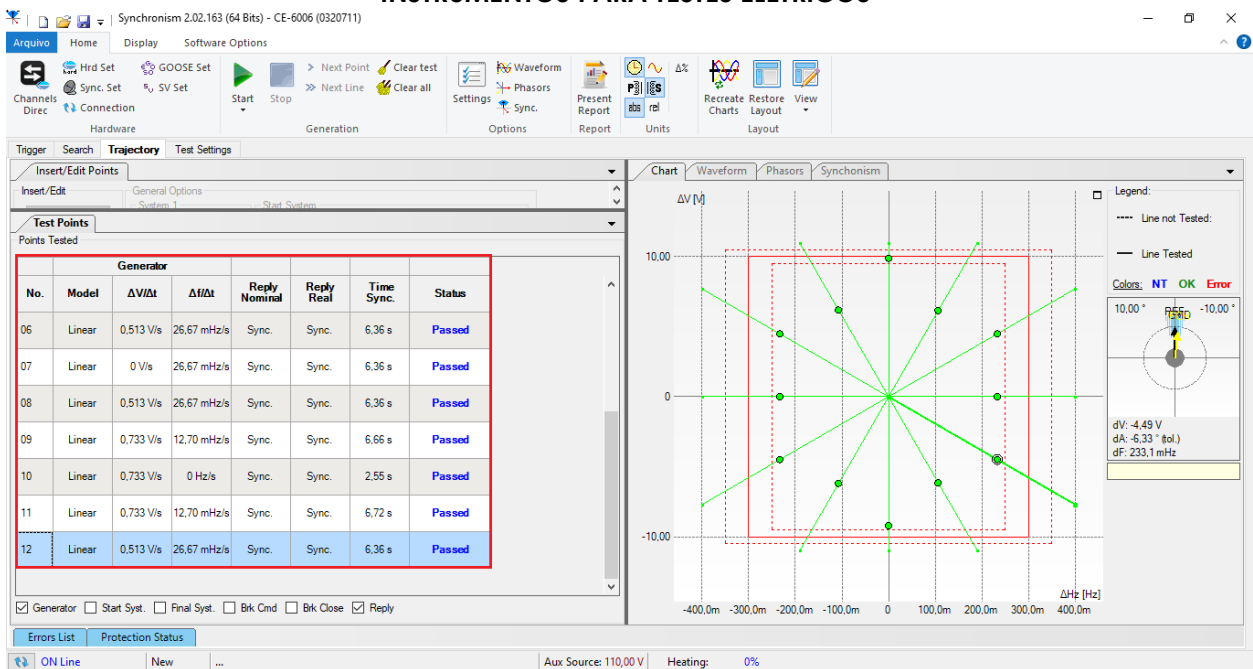 INSTRUMENTOS PARA TESTES ELÉTRICOS
Synchronism 2.02.163 (64 Bits) - CE-6006 (0320711)
Arquivo Home Display Software Options
Channels Direc
Hrd Set
Sync. Set
Connection
GOOSE Set
SV Set
Hardware
Start
Stop
Next Point
Next Line
Clear test
Clear all
Generation
Settings
Waveform
Phasors
Sync.
Options
Present Report
Report
Δ%
abs rel
Units
Recreate Charts
Restore Layout
View
Layout
Trigger Search Trajectory Test Settings
Insert/Edit Points
Insert/Edit
General Options
System 1
Start System
Test Points
Points Tested
Generator
No. Model ΔV/Δt Δf/Δt Reply Nominal Reply Real Time Sync. Status
06 Linear 0,513 V/s 26,67 mHz/s Sync. Sync. 6,36 s Passed
07 Linear 0 V/s 26,67 mHz/s Sync. Sync. 6,36 s Passed
08 Linear 0,513 V/s 26,67 mHz/s Sync. Sync. 6,36 s Passed
09 Linear 0,733 V/s 12,70 mHz/s Sync. Sync. 6,66 s Passed
10 Linear 0,733 V/s 0 Hz/s Sync. Sync. 2,55 s Passed
11 Linear 0,733 V/s 12,70 mHz/s Sync. Sync. 6,72 s Passed
12 Linear 0,513 V/s 26,67 mHz/s Sync. Sync. 6,36 s Passed
Generator Start Syst. Final Syst. Brk Cmd Brk Close Reply
Chart Waveform Phasors Synchronism
ΔV [V]
10,00
0
-10,00
ΔHz [Hz]
-400,0m -300,0m -200,0m -100,0m 0 100,0m 200,0m 300,0m 400,0m
Legend:
Line not Tested:
Line Tested
Colors: NT OK Error
10,00 ° -10,00 °
dV: -4,49 V
dA: -6,33 ° (tol.)
dF: 233,1 mHz
Errors List Protection Status
ON Line New ... Aux Source: 110,00 V Heating: 0%